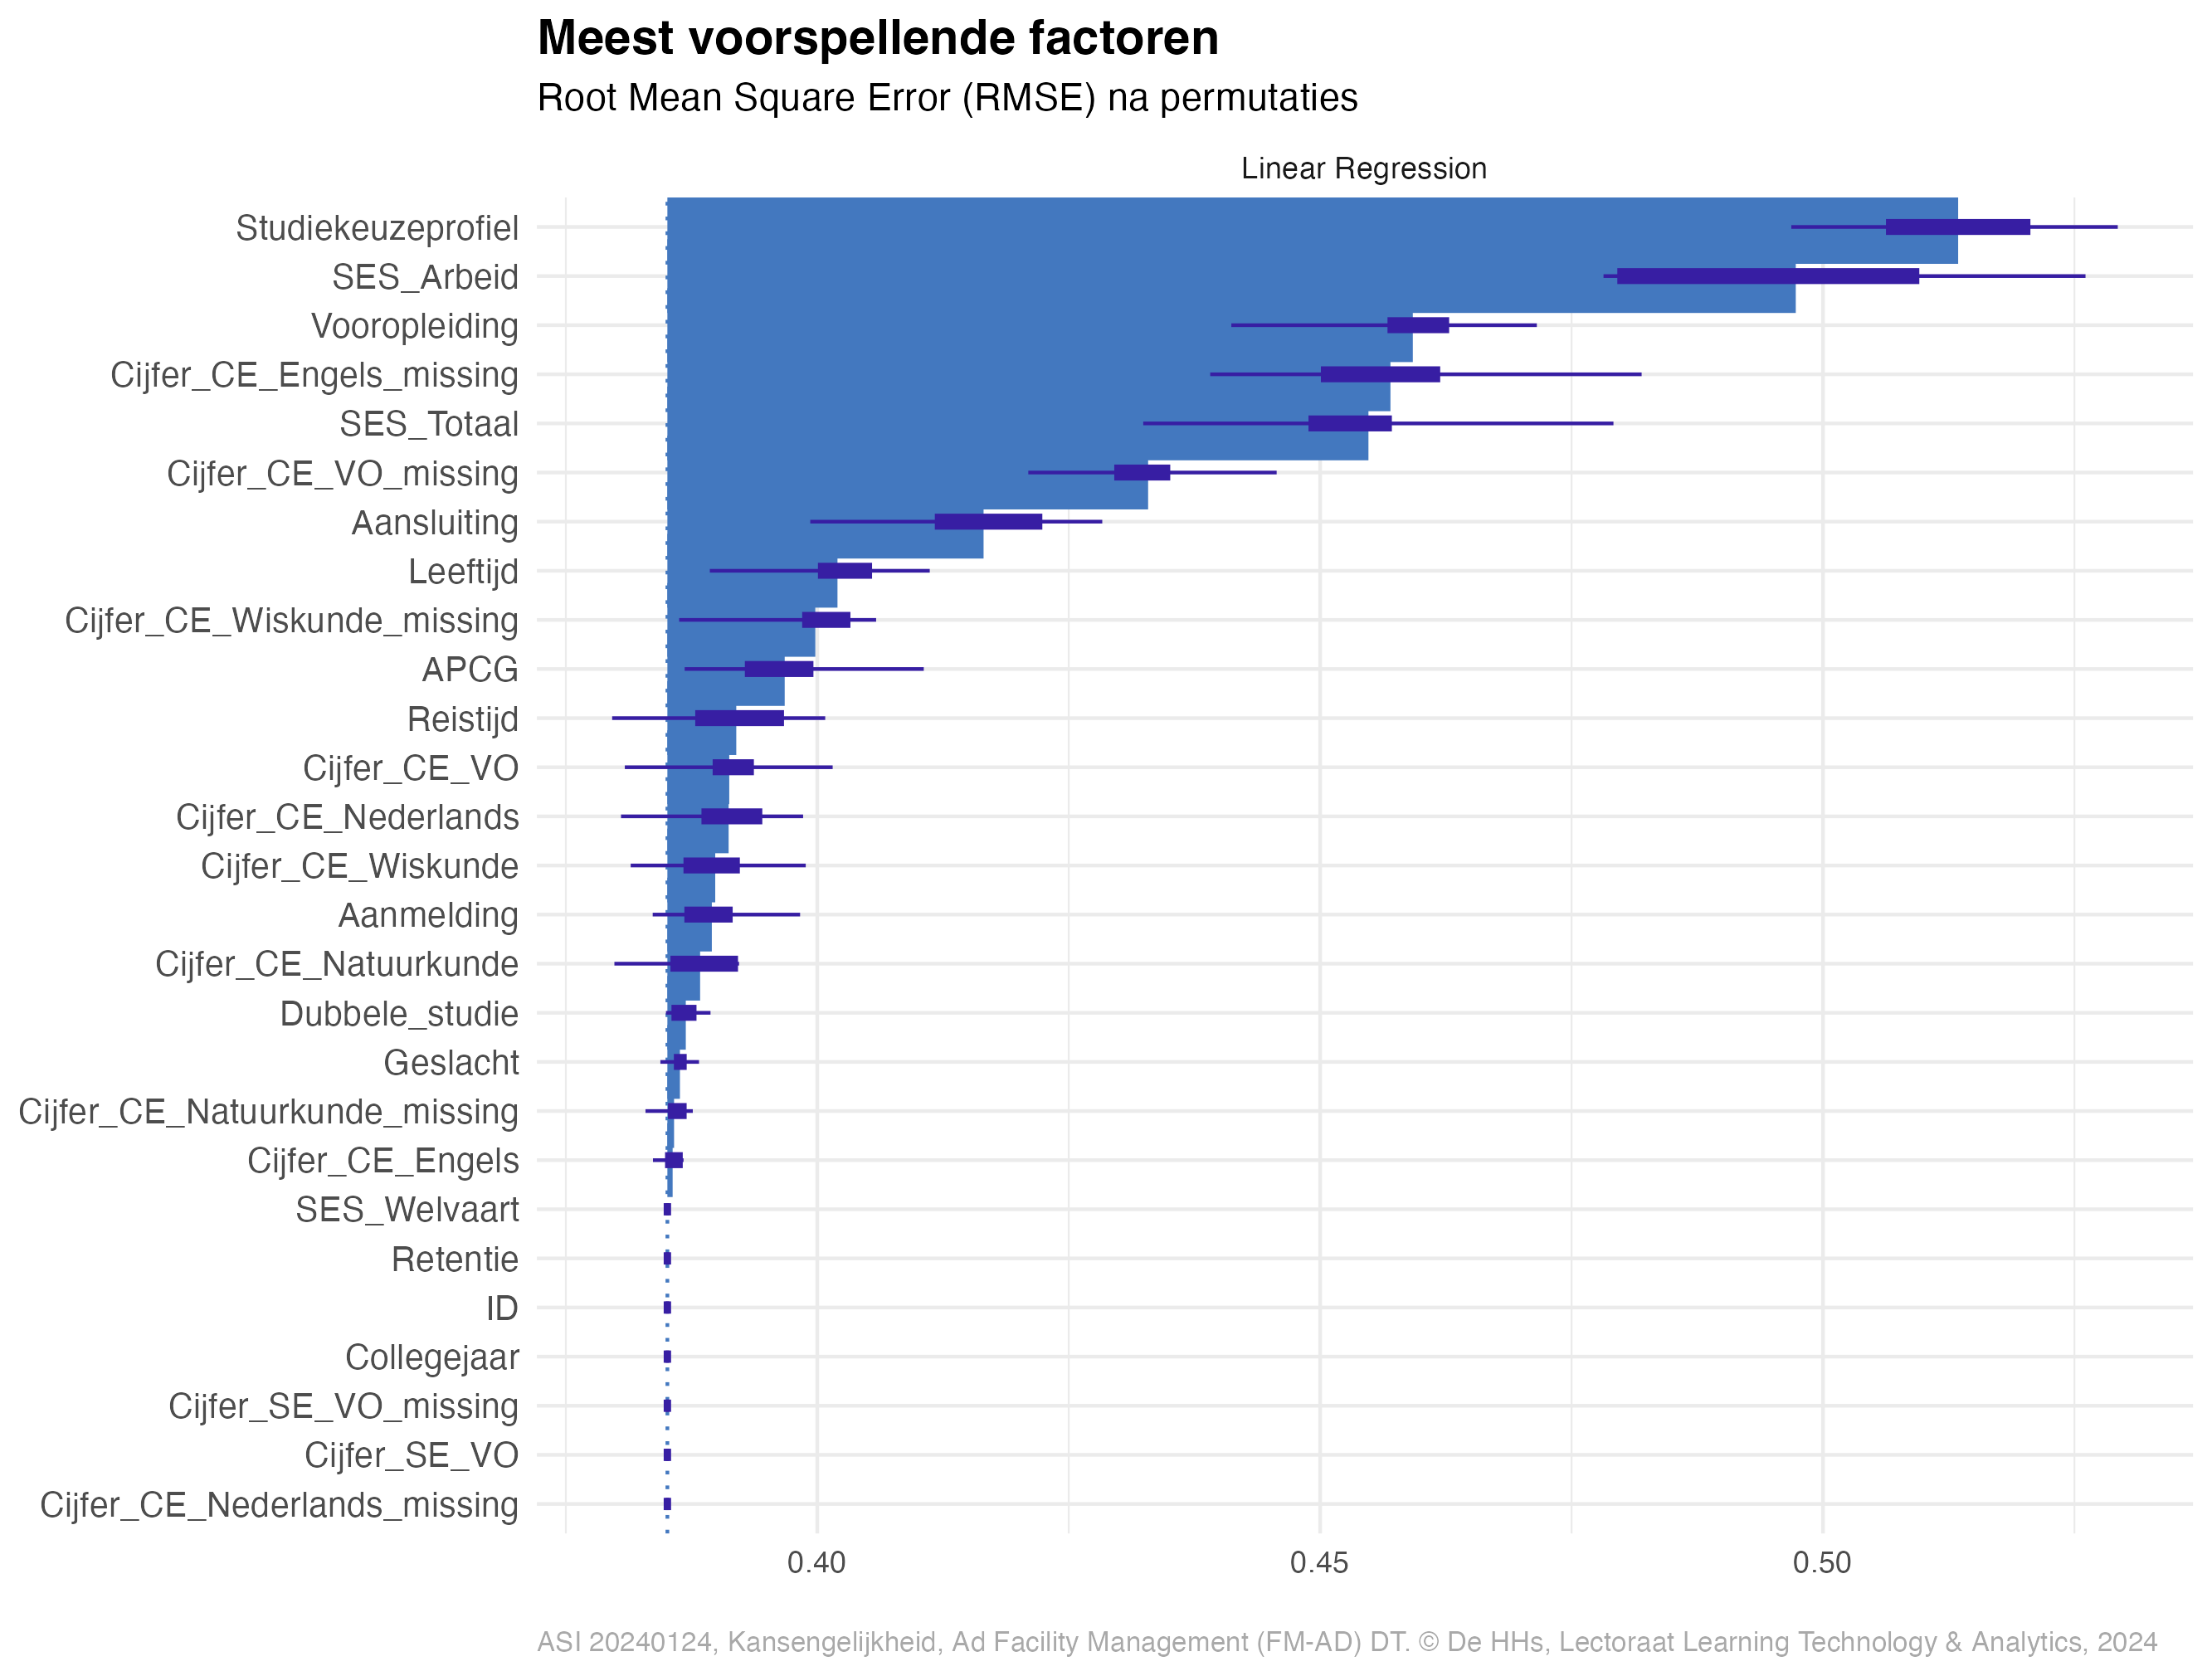 Meest voorspellende factoren
Root Mean Square Error (RMSE) na permutaties
Linear Regression
Studiekeuzeprofiel
SES_Arbeid
Vooropleiding
Cijfer_CE_Engels_missing
SES_Totaal
Cijfer_CE_VO_missing
Aansluiting
Leeftijd
Cijfer_CE_Wiskunde_missing
APCG
Reistijd
Cijfer_CE_VO
Cijfer_CE_Nederlands
Cijfer_CE_Wiskunde
Aanmelding
Cijfer_CE_Natuurkunde
Dubbele_studie
Geslacht
Cijfer_CE_Natuurkunde_missing
Cijfer_CE_Engels
SES_Welvaart
Retentie
ID
Collegejaar
Cijfer_SE_VO_missing
Cijfer_SE_VO
Cijfer_CE_Nederlands_missing
0.40 0.45 0.50
ASI 20240124, Kansengelijkheid, Ad Facility Management (FM-AD) DT. © De HHs, Lectoraat Learning Technology & Analytics, 2024